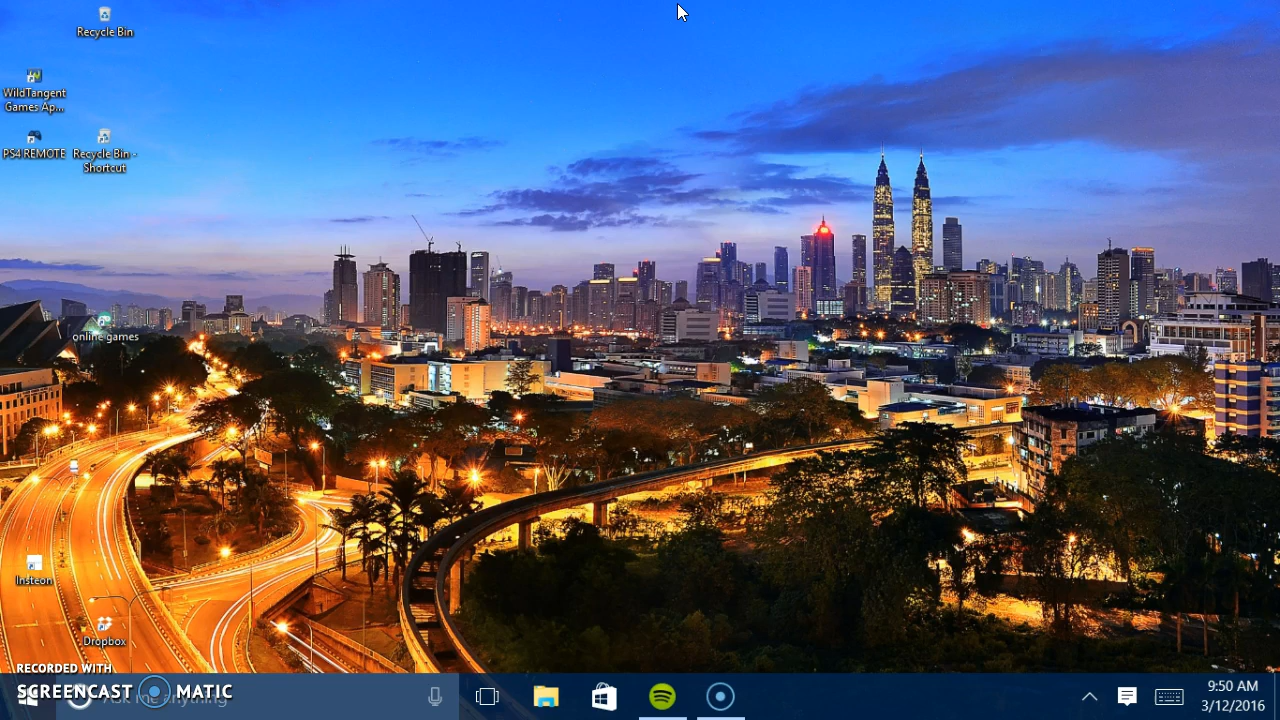 Recycle Bin
WildTangent
Games Ap...
PS4 REMOTE
Recycle Bin -
Shortcut
online games
Insteon
Dropbox
RECORDED WITH
SCREENCAST MATIC
Ask me anything
9:50 AM
3/12/2016